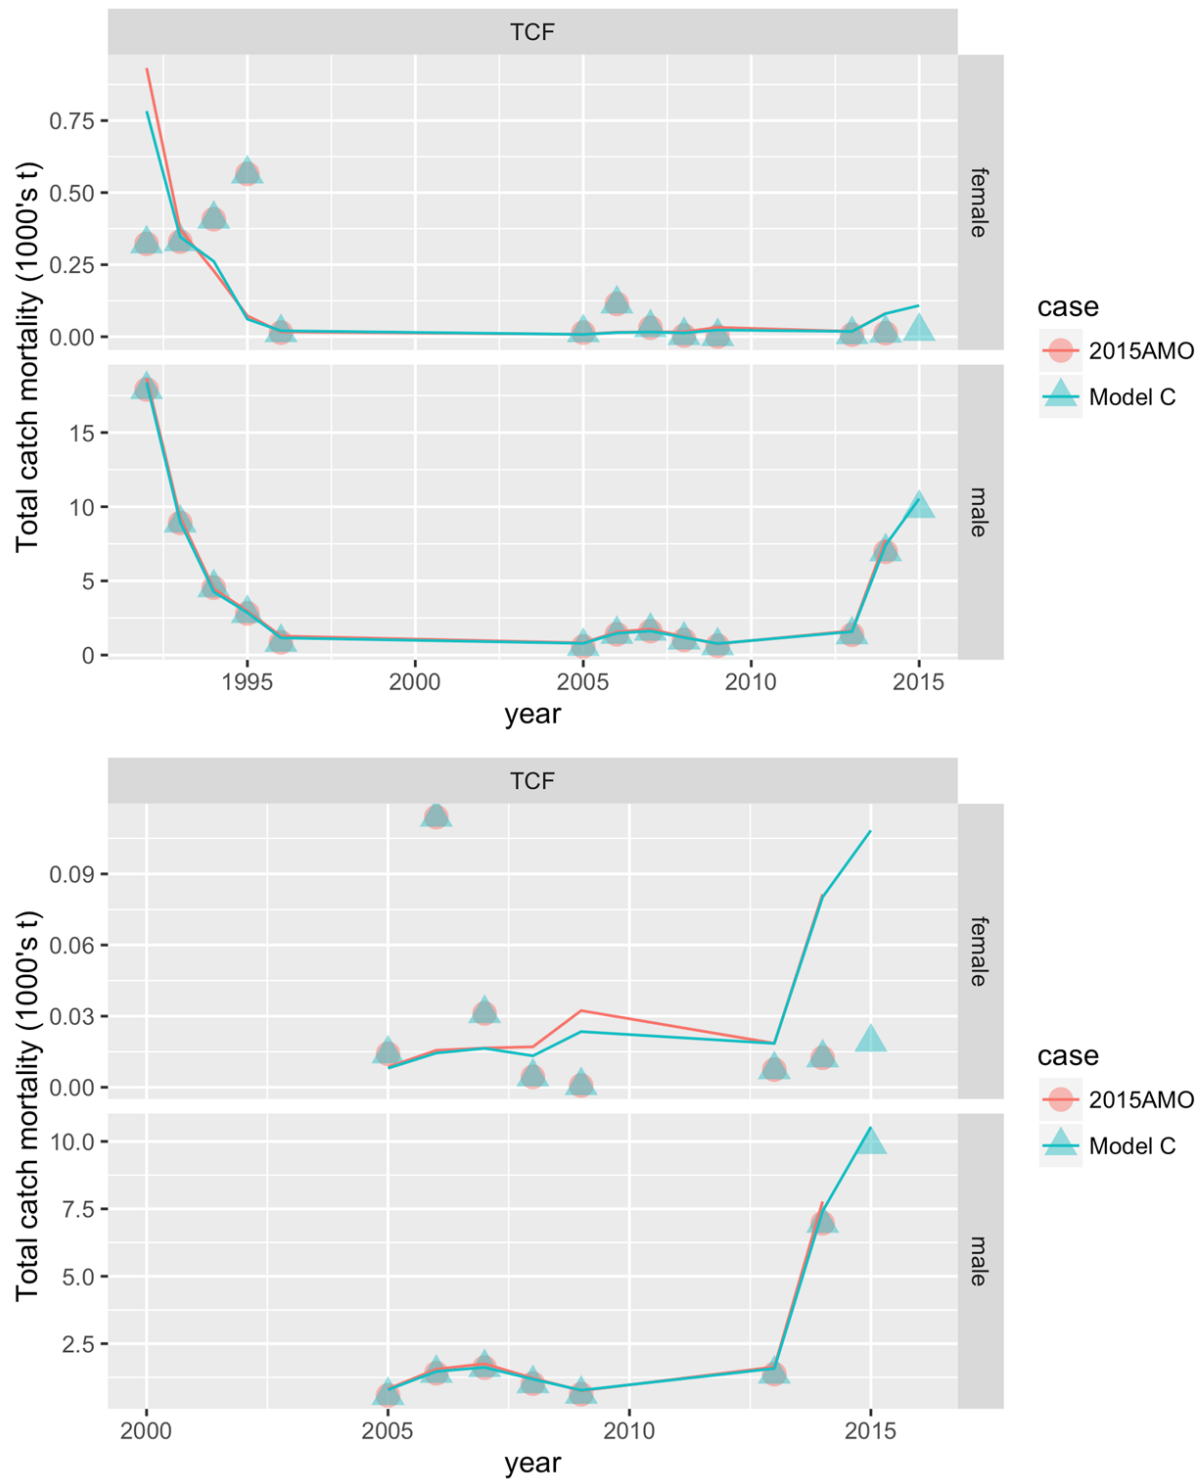 TCF
Total catch mortality (1000's t)
0.75
0.50
0.25
0.00
female
15
10
5
0
male
1995 2000 2005 2010 2015
year
case
2015AMO
Model C
TCF
Total catch mortality (1000's t)
0.09
0.06
0.03
0.00
female
10.0
7.5
5.0
2.5
male
2000 2005 2010 2015
year
case
2015AMO
Model C